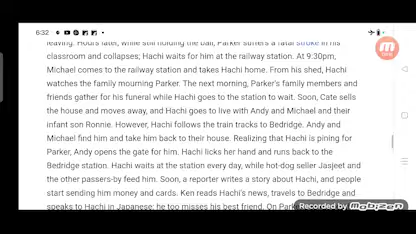 6:32
leaving. Hours later, while still holding the ball, Parker suffers a fatal stroke in his
classroom and collapses; Hachi waits for him at the railway station. At 9:30pm,
Michael comes to the railway station and takes Hachi home. From his shed, Hachi
watches the family mourning Parker. The next morning, Parker's family members and
friends gather for his funeral while Hachi goes to the station to wait. Soon, Cate sells
the house and moves away, and Hachi goes to live with Andy and Michael and their
infant son Ronnie. However, Hachi follows the train tracks to Bedridge. Andy and
Michael find him and take him back to their house. Realizing that Hachi is pining for
Parker, Andy opens the gate for him. Hachi licks her hand and runs back to the
Bedridge station. Hachi waits at the station every day, while hot-dog seller Jasjeet and
the other passers-by feed him. Soon, a reporter writes a story about Hachi, and people
start sending him money and cards. Ken reads Hachi's news, travels to Bedridge and
speaks to Hachi in Japanese: he too misses his best friend. On Park
Recorded by mobizen